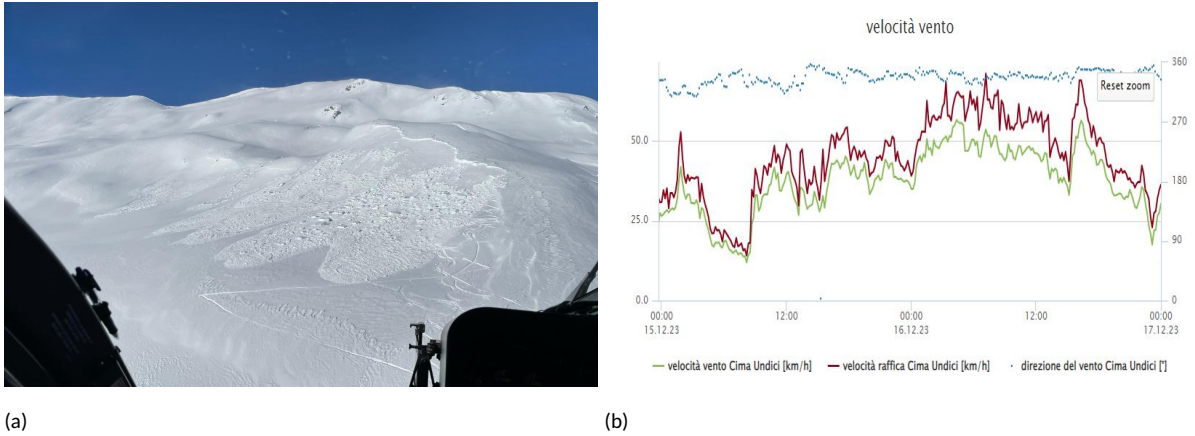 velocità vento
360
Reset zoom
50.0
270
180
25.0
90
0.0
0
00:00
15.12.23
12:00
00:00
16.12.23
12:00
00:00
17.12.23
velocità vento Cima Undici [km/h]
velocità raffica Cima Undici [km/h]
direzione del vento Cima Undici [°]
(a)
(b)